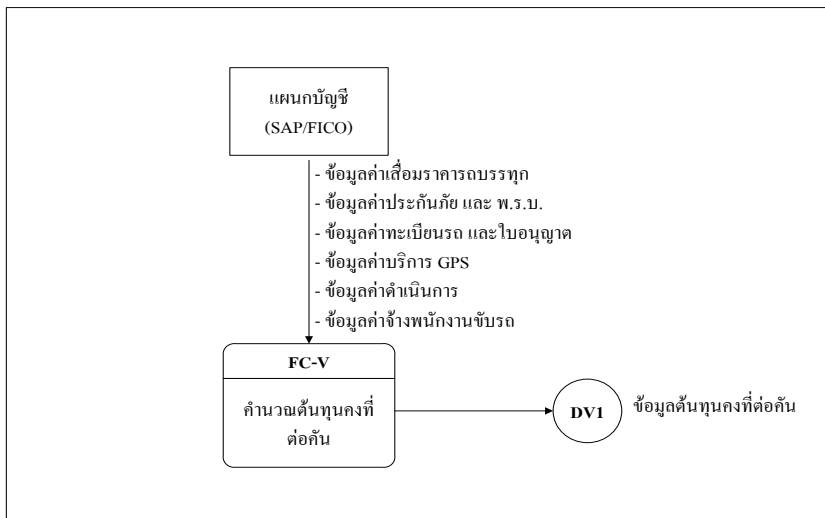 แผนกบัญชี
(SAP/FICO)
- ข้อมูลค่าเสื่อมราคารถบรรทุก
- ข้อมูลค่าประกันภัย และ พ.ร.บ.
- ข้อมูลค่าทะเบียนรถ และใบอนุญาต
- ข้อมูลค่าบริการ GPS
- ข้อมูลค่าดำเนินการ
- ข้อมูลค่าจ้างพนักงานขับรถ
FC-V
คำนวณต้นทุนคงที่
ต่อคัน
DV1
ข้อมูลต้นทุนคงที่ต่อคัน